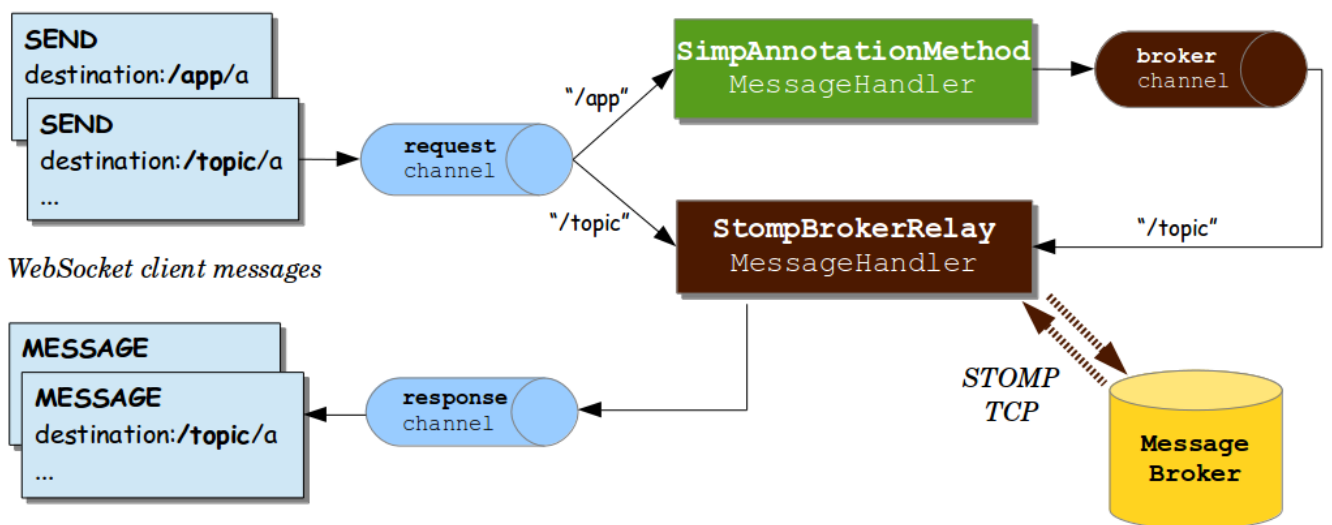 SEND
destination:/app/a
SEND
destination:/topic/a
...
WebSocket client messages
request
channel
“/app”
“/topic”
SimpAnnotationMethod
MessageHandler
broker
channel
StompBrokerRelay
MessageHandler
“/topic”
MESSAGE
MESSAGE
destination:/topic/a
...
response
channel
STOMP
TCP
Message
Broker